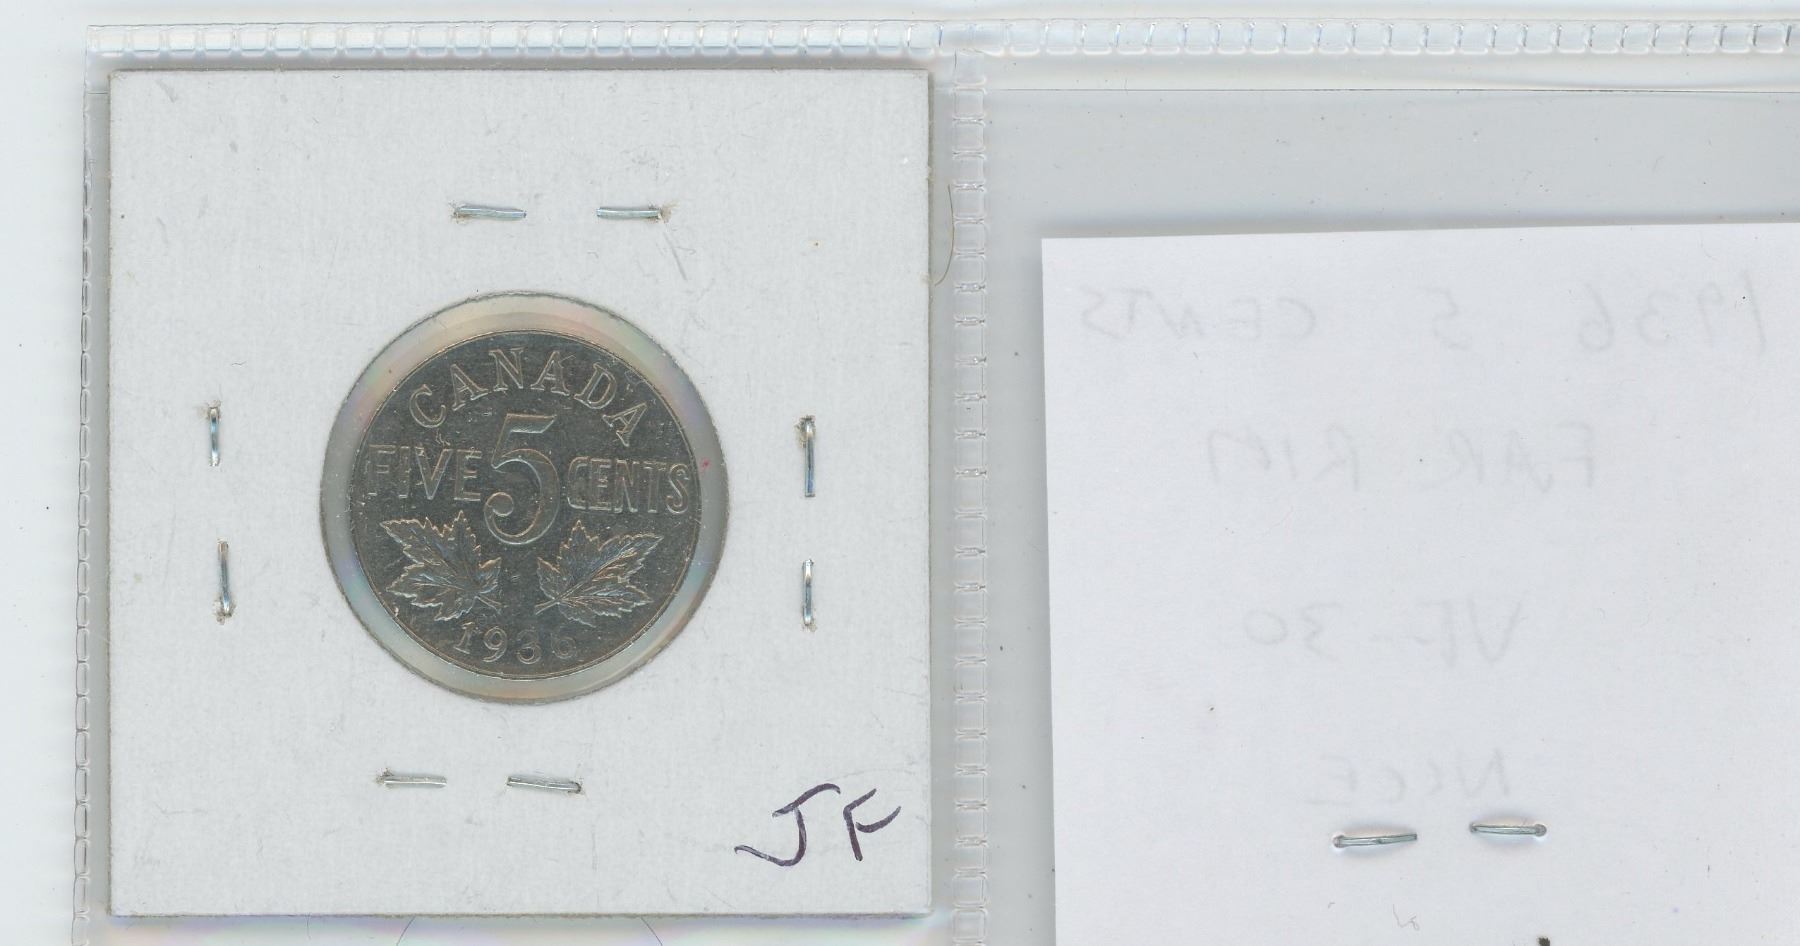 CANADA
FIVE 5 CENTS
1936
JF
1936 5 CENTS
FAR RIM
VF-30
NICE